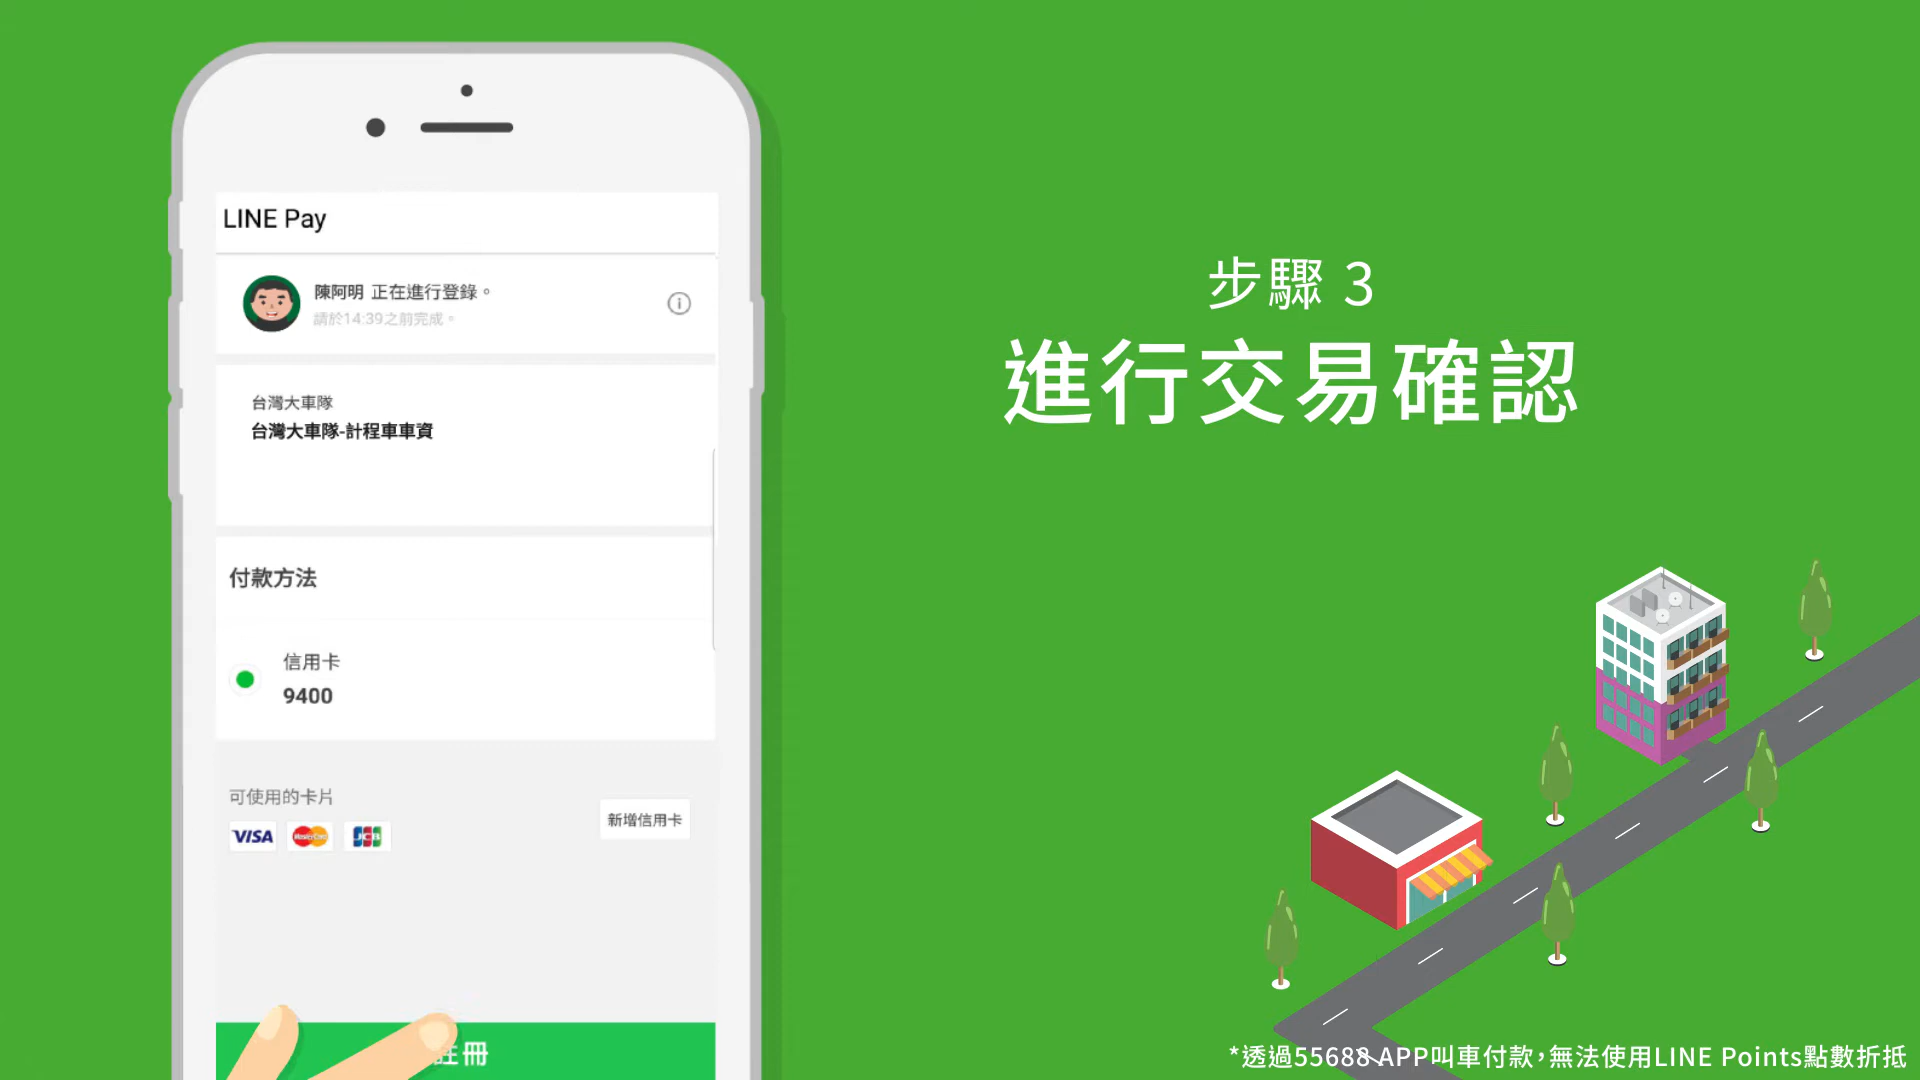 LINE Pay
陳阿明 正在進行登錄。
請於14:39之前完成。
台灣大車隊
台灣大車隊-計程車車資
付款方法
信用卡
9400
可使用的卡片
新增信用卡
VISA
MasterCard
JCB
註冊
步驟 3
進行交易確認
*透過55688 APP叫車付款,無法使用LINE Points點數折抵